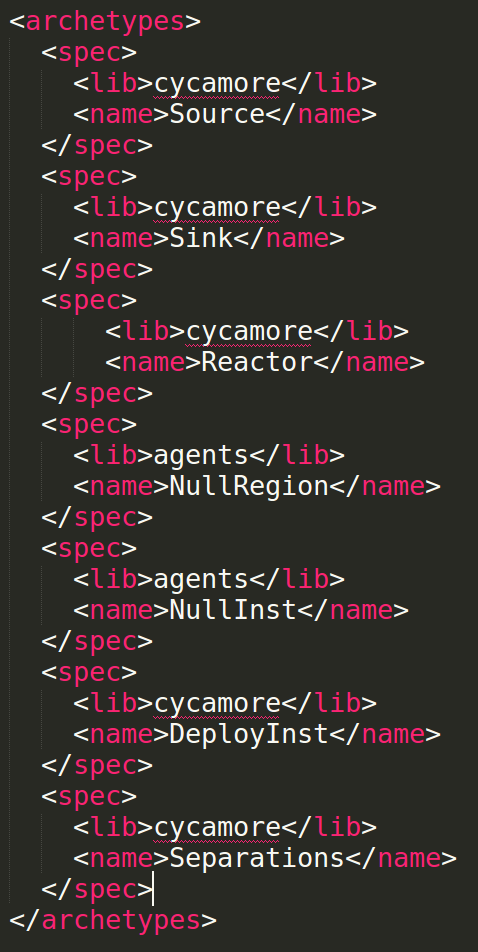 <archetypes>
  <spec>
    <lib>cycamore</lib>
    <name>Source</name>
  </spec>
  <spec>
    <lib>cycamore</lib>
    <name>Sink</name>
  </spec>
  <spec>
      <lib>cycamore</lib>
      <name>Reactor</name>
  </spec>
  <spec>
    <lib>agents</lib>
    <name>NullRegion</name>
  </spec>
  <spec>
    <lib>agents</lib>
    <name>NullInst</name>
  </spec>
  <spec>
    <lib>cycamore</lib>
    <name>DeployInst</name>
  </spec>
  <spec>
    <lib>cycamore</lib>
    <name>Separations</name>
  </spec>
</archetypes>